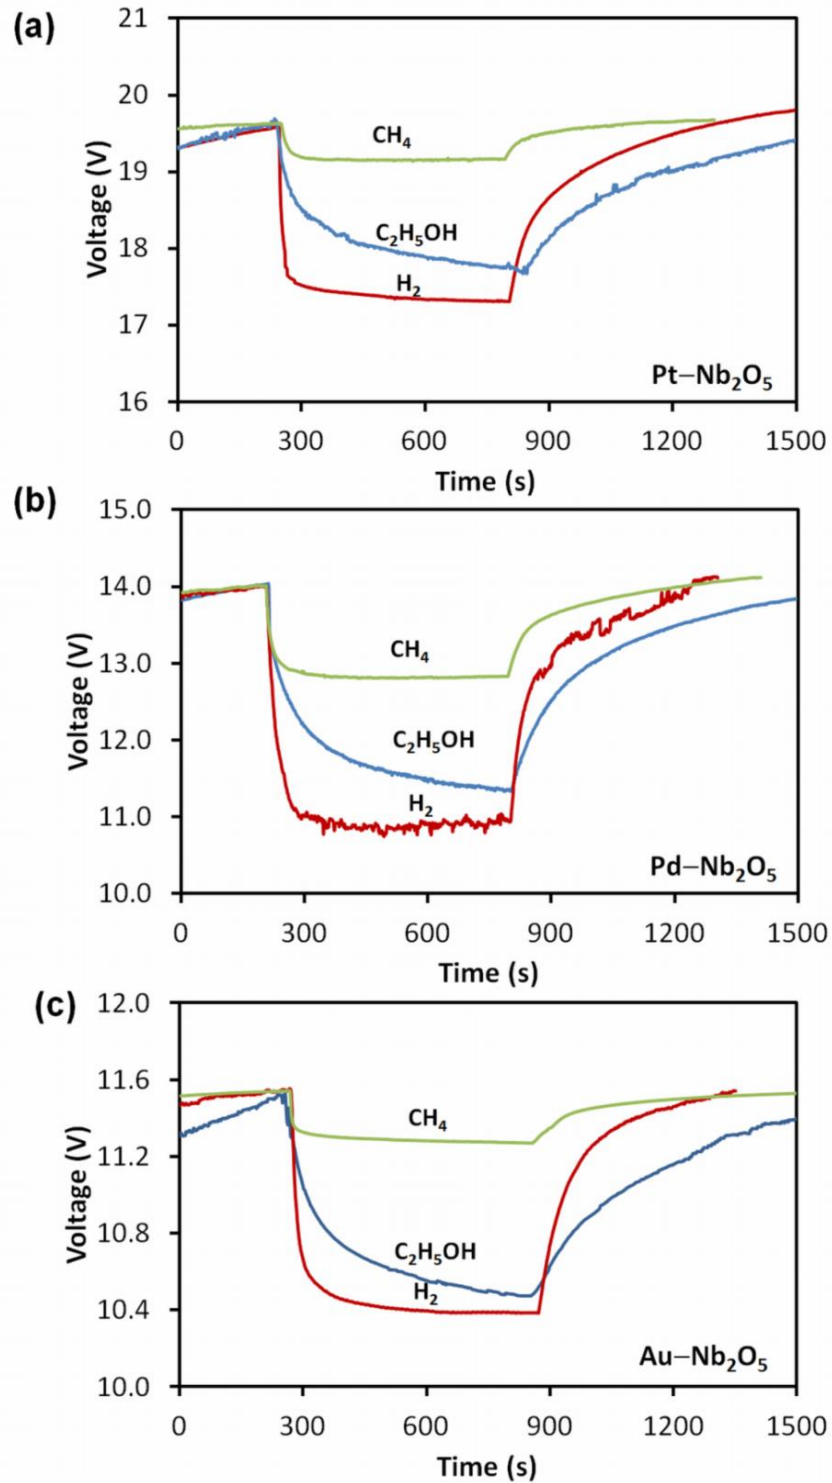 (a)
21
20
19
18
17
16
Voltage (V)
CH₄
C₂H₅OH
H₂
Pt–Nb₂O₅
0 300 600 900 1200 1500
Time (s)
(b)
15.0
14.0
13.0
12.0
11.0
10.0
Voltage (V)
CH₄
C₂H₅OH
H₂
Pd–Nb₂O₅
0 300 600 900 1200 1500
Time (s)
(c)
12.0
11.6
11.2
10.8
10.4
10.0
Voltage (V)
CH₄
C₂H₅OH
H₂
Au–Nb₂O₅
0 300 600 900 1200 1500
Time (s)